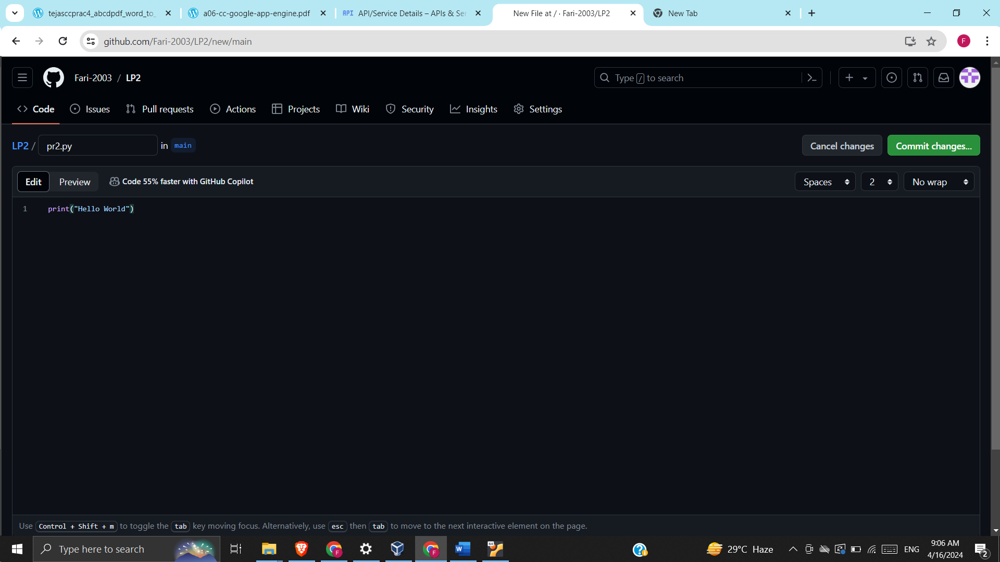 tejasccprac4_abcdpdf_word_to_
a06-cc-google-app-engine.pdf
API API/Service Details – APIs & Ser
New File at / · Fari-2003/LP2
New Tab
github.com/Fari-2003/LP2/new/main
F
Fari-2003 / LP2
Type / to search
Code
Issues
Pull requests
Actions
Projects
Wiki
Security
Insights
Settings
LP2 / pr2.py in main
Cancel changes
Commit changes...
Edit
Preview
Code 55% faster with GitHub Copilot
Spaces
2
No wrap
1 print("Hello World")
Use Control + Shift + m to toggle the tab key moving focus. Alternatively, use esc then tab to move to the next interactive element on the page.
Type here to search
29°C Haze
ENG
9:06 AM
4/16/2024
2